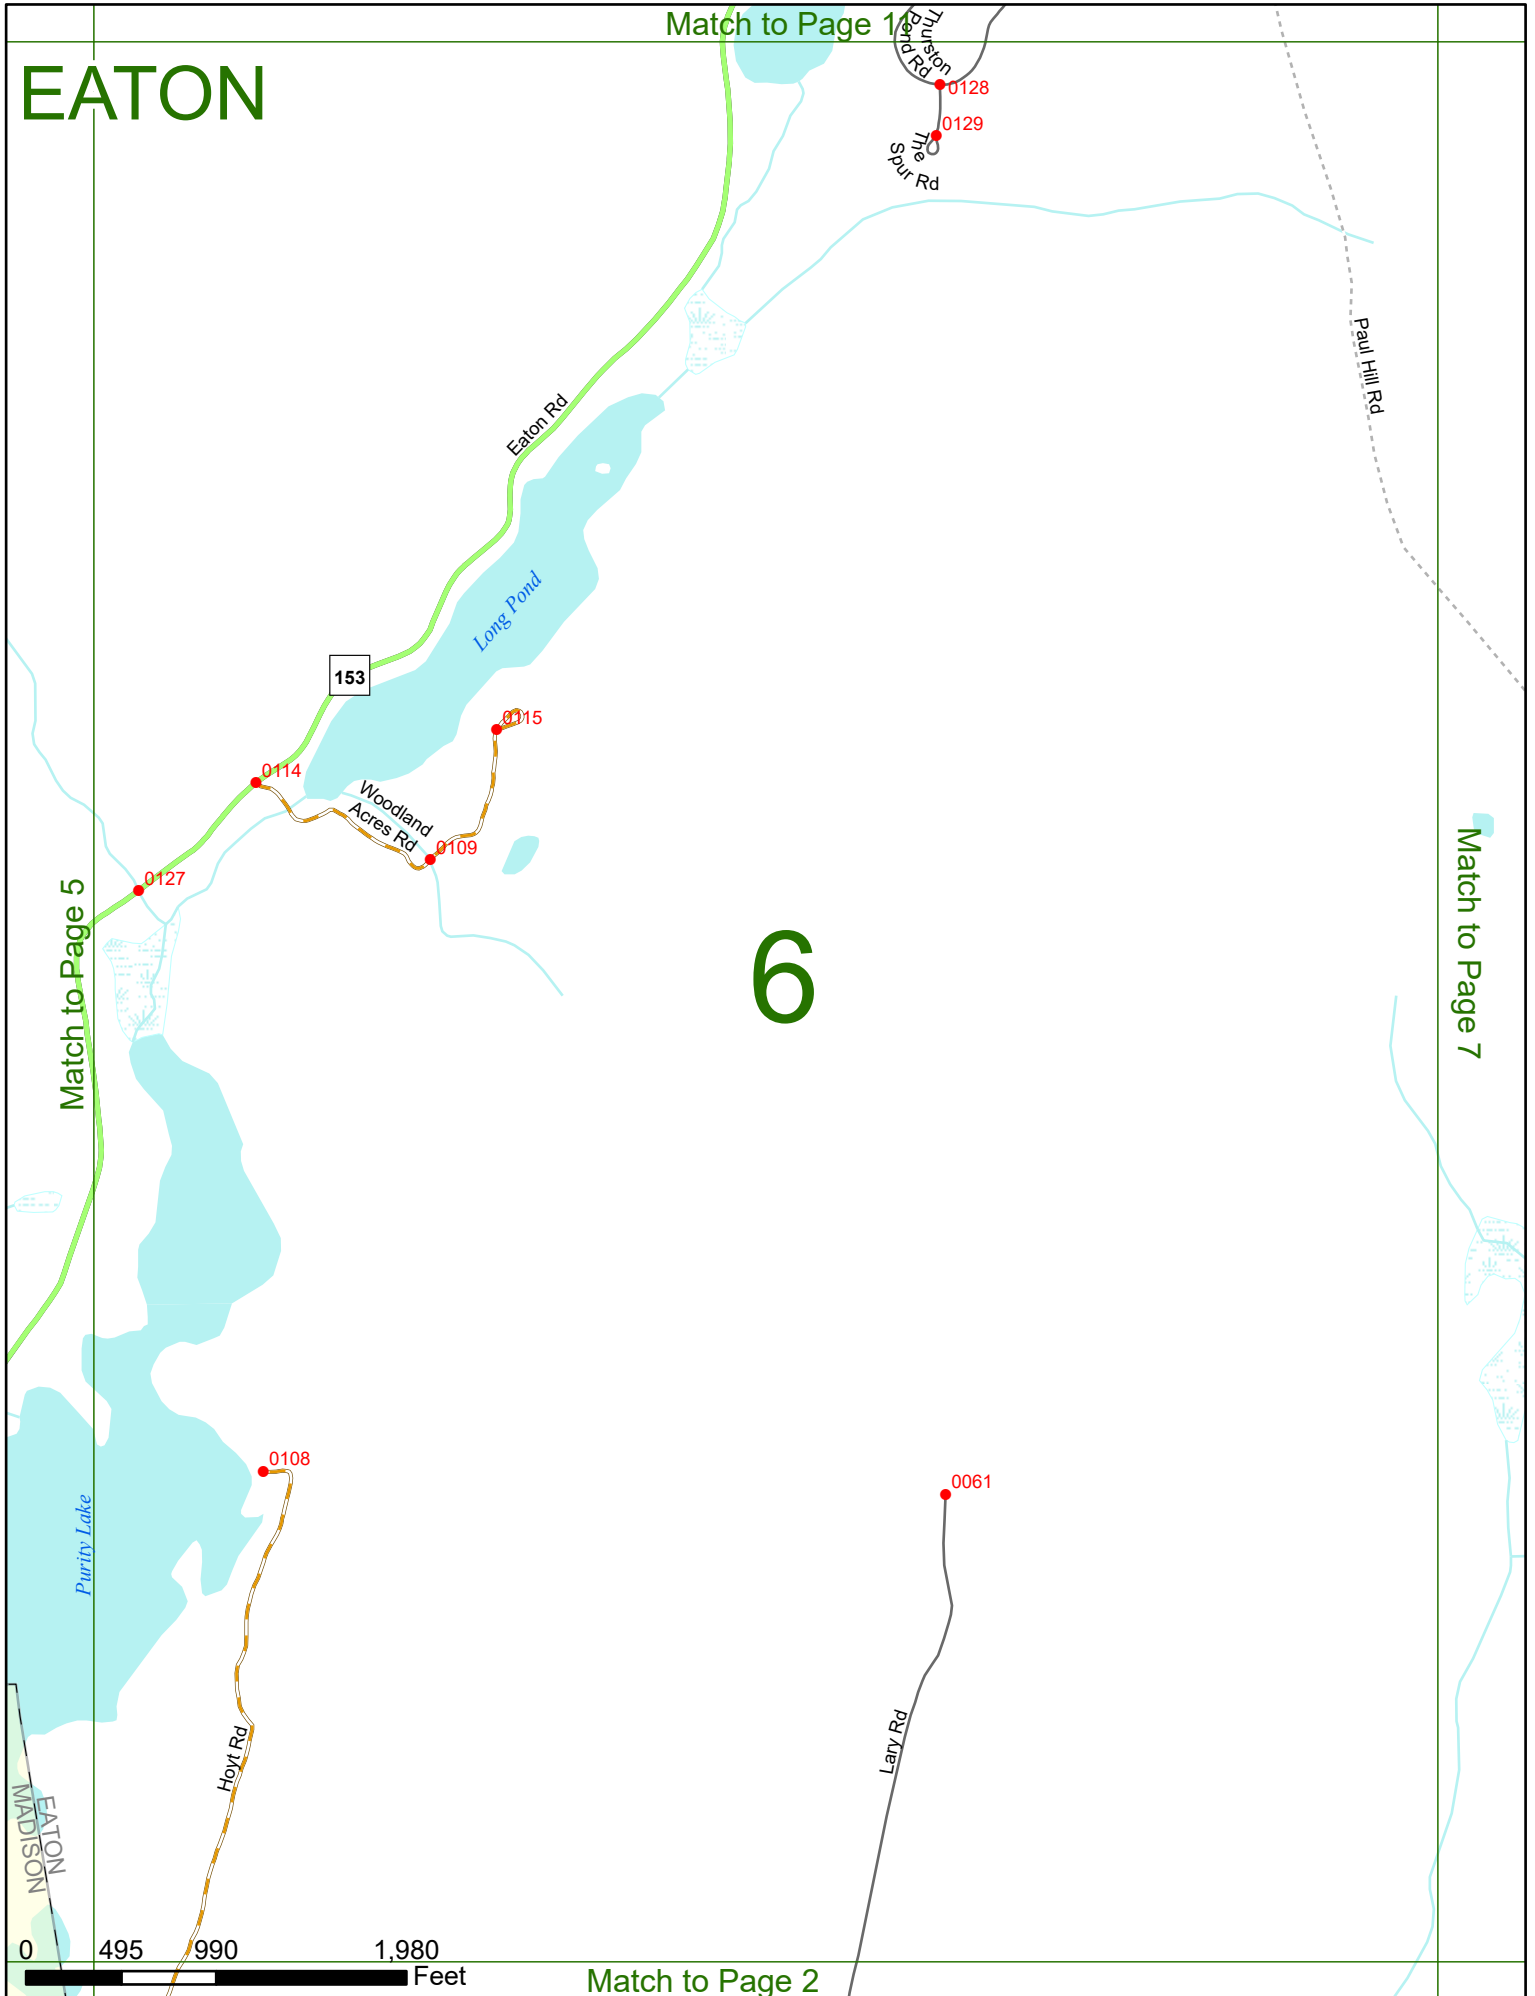 Match to Page 11
EATON
Thurston
Pond Rd
0128
0129
The
Spur Rd
Paul Hill Rd
Eaton Rd
Long Pond
153
0115
0114
Woodland
Acres Rd
0109
0127
Match to Page 5
6
Match to Page 7
0108
0061
Purity Lake
Hoyt Rd
Lary Rd
EATON
MADISON
0 495 990 1,980
Feet
Match to Page 2